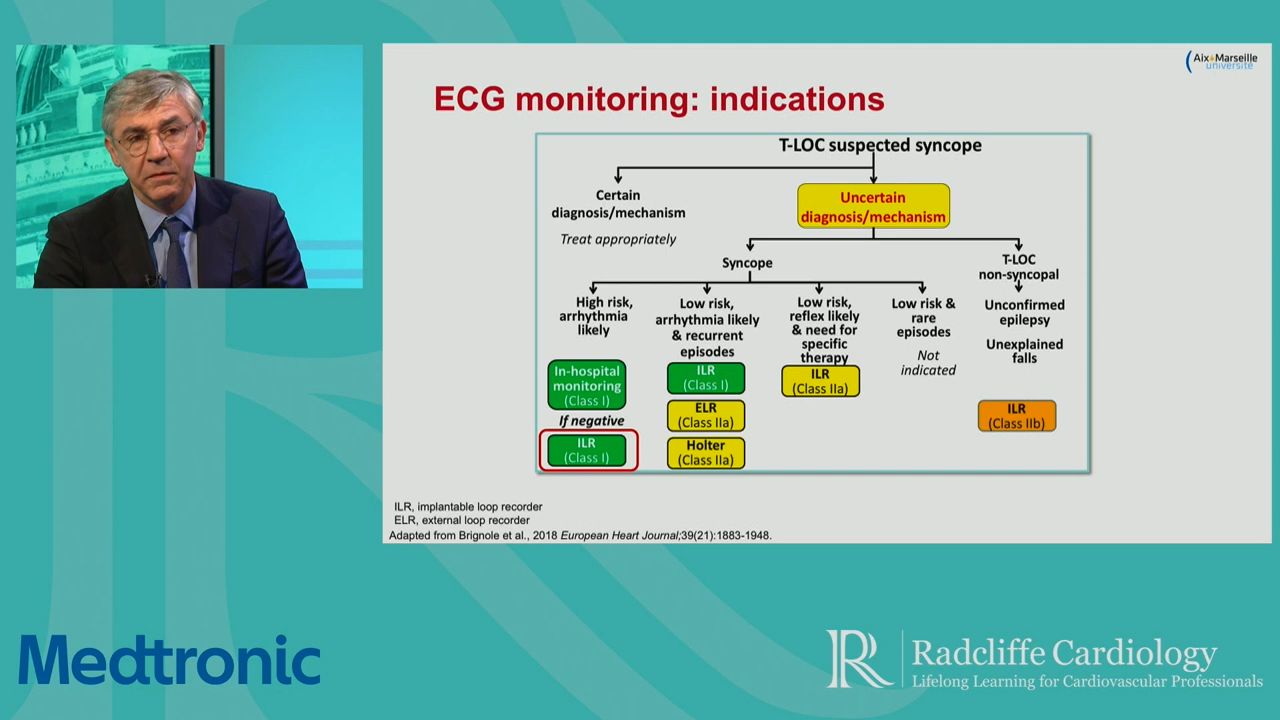 Aix Marseille
université
ECG monitoring: indications
T-LOC suspected syncope
Certain
diagnosis/mechanism
Treat appropriately
Uncertain
diagnosis/mechanism
Syncope
T-LOC
non-syncopal
High risk,
arrhythmia
likely
Low risk,
arrhythmia likely
& recurrent
episodes
Low risk,
reflex likely
& need for
specific
therapy
Low risk &
rare
episodes
Not
indicated
Unconfirmed
epilepsy
Unexplained
falls
In-hospital
monitoring
(Class I)
If negative
ILR
(Class I)
ILR
(Class I)
ELR
(Class IIa)
Holter
(Class IIa)
ILR
(Class IIa)
ILR
(Class IIb)
ILR, implantable loop recorder
ELR, external loop recorder
Adapted from Brignole et al., 2018 European Heart Journal;39(21):1883-1948.
Medtronic
R
Radcliffe Cardiology
Lifelong Learning for Cardiovascular Professionals